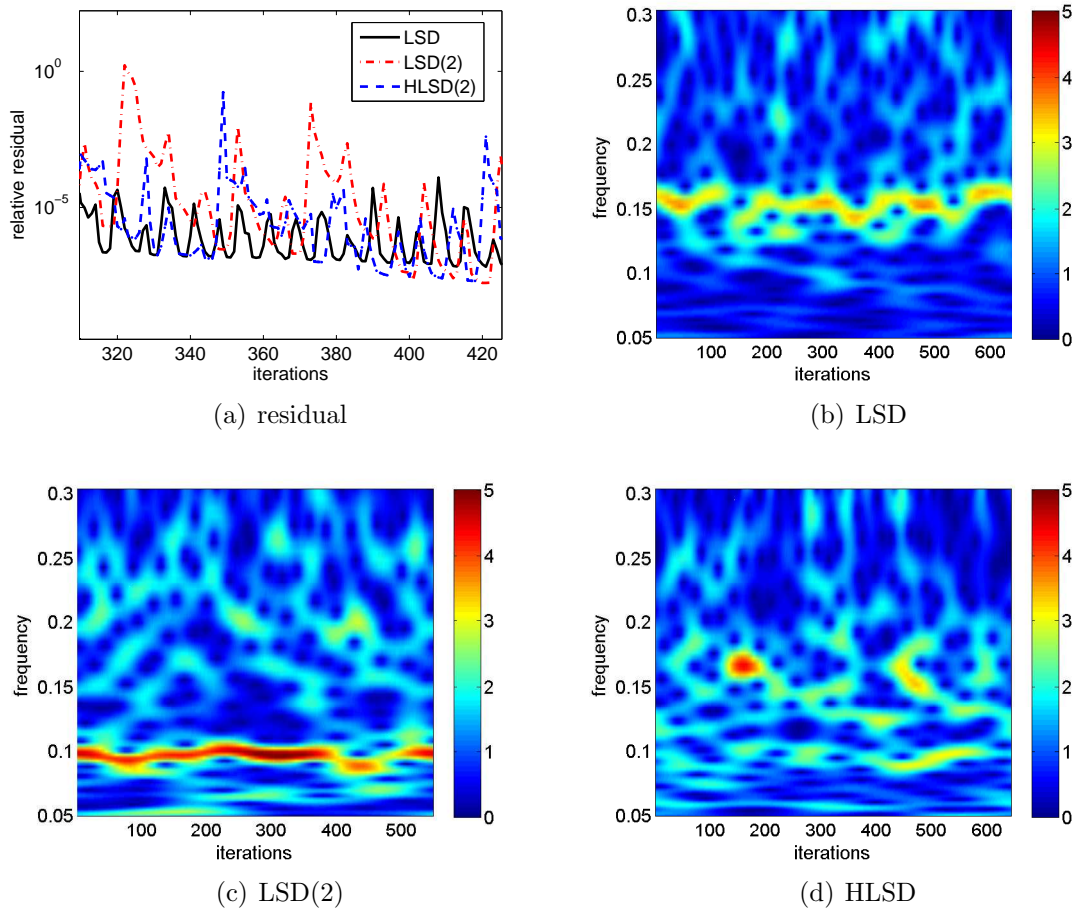 LSD
LSD(2)
HLSD(2)
10^0
10^-5
relative residual
320 340 360 380 400 420
iterations
(a) residual
0.3
0.25
0.2
0.15
0.1
0.05
frequency
100 200 300 400 500 600
iterations
5
4
3
2
1
0
(b) LSD
0.3
0.25
0.2
0.15
0.1
0.05
frequency
100 200 300 400 500
iterations
5
4
3
2
1
0
(c) LSD(2)
0.3
0.25
0.2
0.15
0.1
0.05
frequency
100 200 300 400 500 600
iterations
5
4
3
2
1
0
(d) HLSD